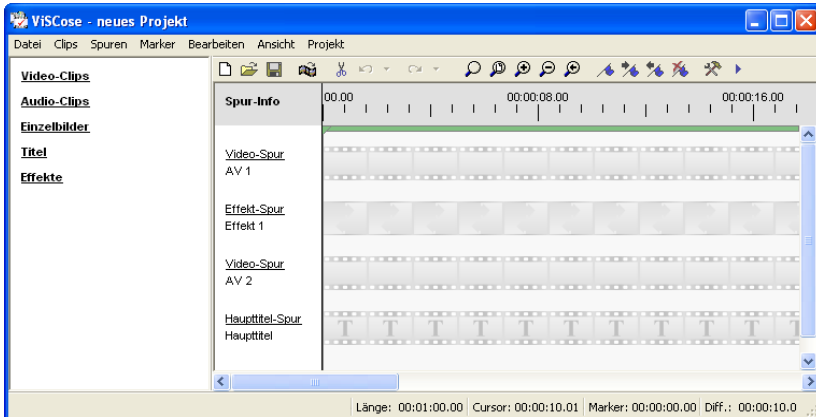 ViSCose - neues Projekt
Datei Clips Spuren Marker Bearbeiten Ansicht Projekt
Video-Clips
Audio-Clips
Einzelbilder
Titel
Effekte
Spur-Info
00.00 00:00:08.00 00:00:16.00
Video-Spur
AV 1
Effekt-Spur
Effekt 1
Video-Spur
AV 2
Haupttitel-Spur
Haupttitel
T T T T T T T T T T
Länge: 00:01:00.00 Cursor: 00:00:10.01 Marker: 00:00:00.00 Diff.: 00:00:10.0